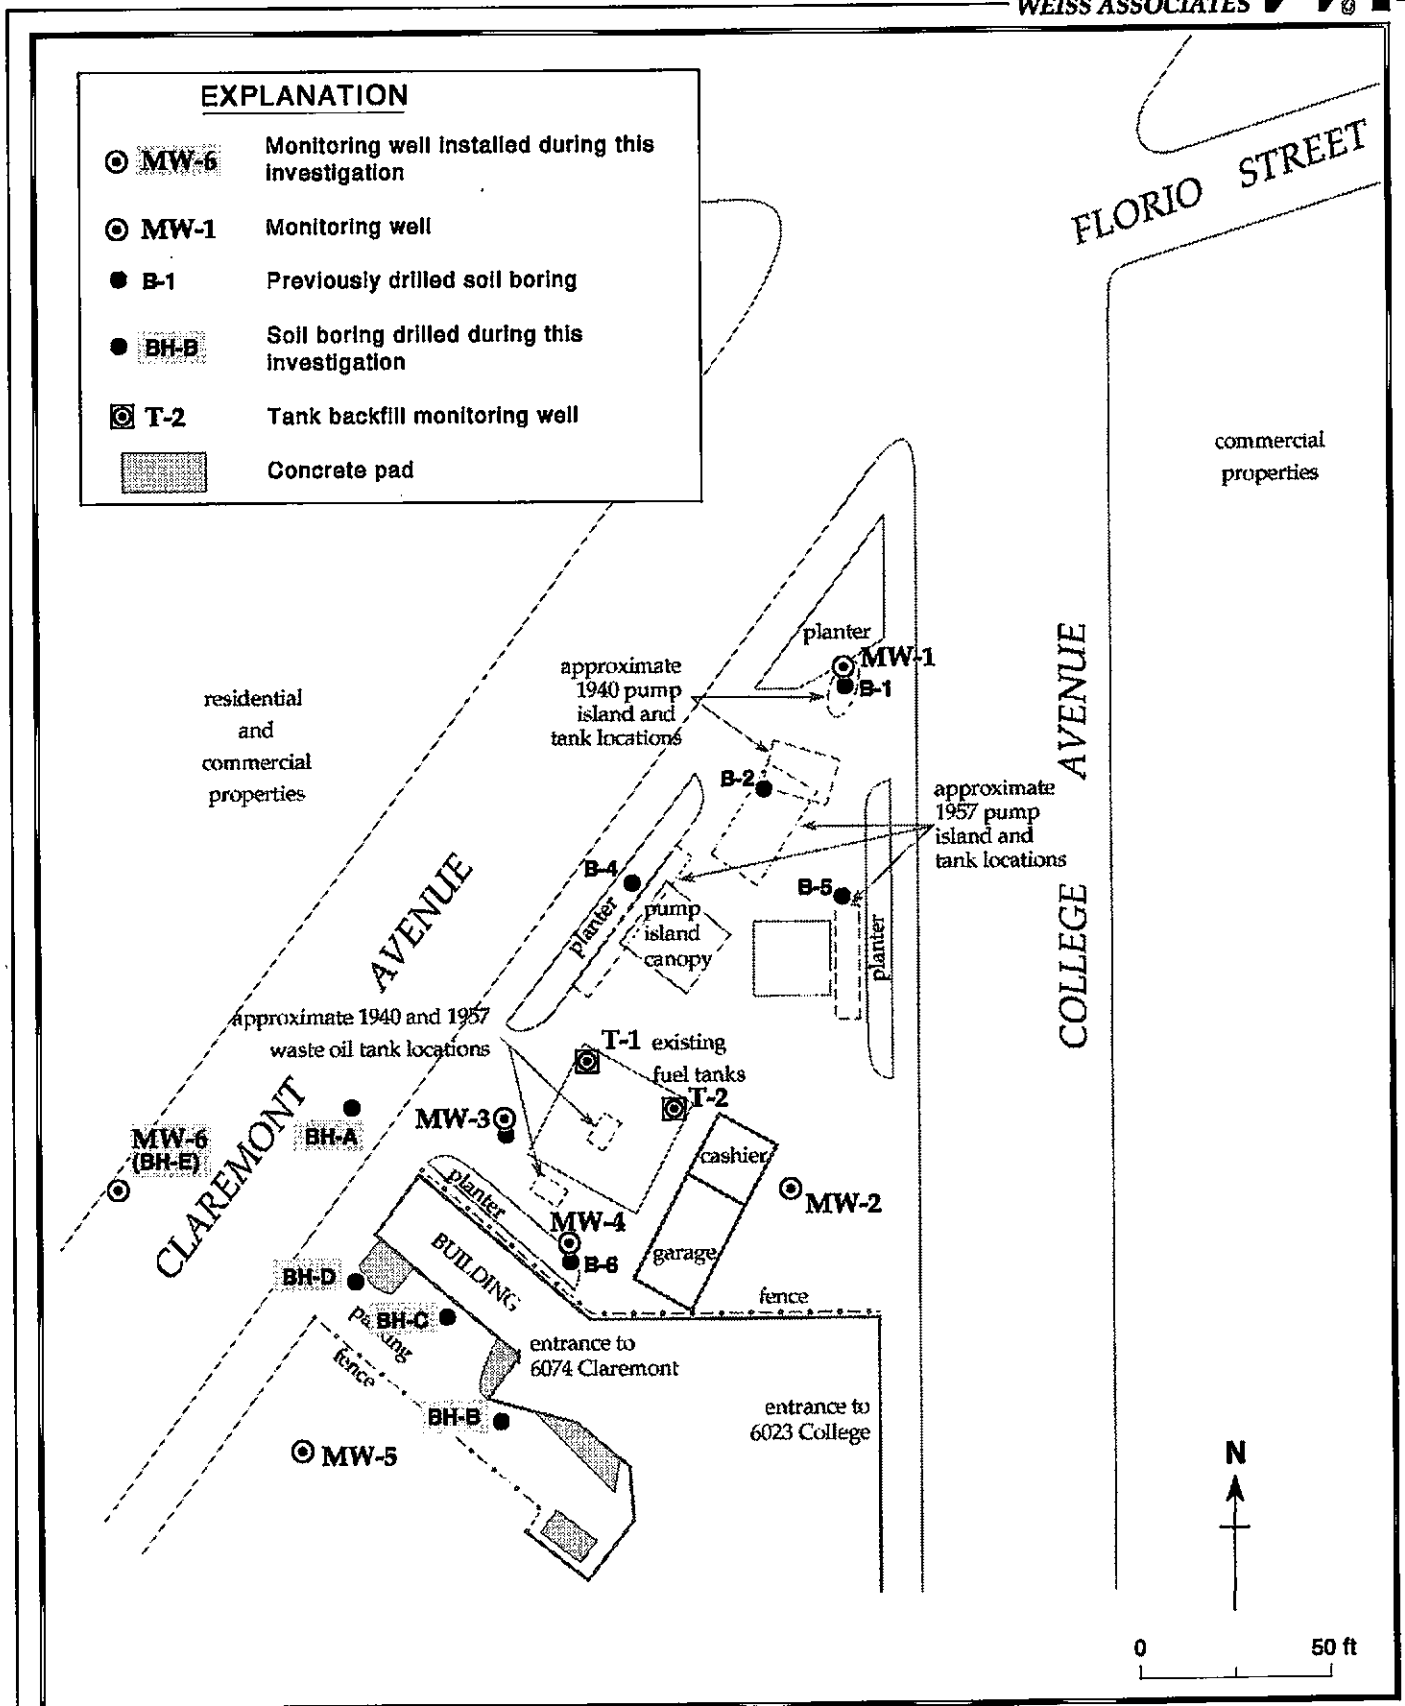 WEISS ASSOCIATES
EXPLANATION
MW-6 Monitoring well installed during this
investigation
MW-1 Monitoring well
B-1 Previously drilled soil boring
BH-B Soil boring drilled during this
investigation
T-2 Tank backfill monitoring well
Concrete pad
FLORIO STREET
commercial
properties
planter
MW-1
B-1
approximate
1940 pump
island and
tank locations
residential
and
commercial
properties
B-2
approximate
1957 pump
island and
tank locations
COLLEGE AVENUE
B-4
B-5
planter
pump
island
canopy
planter
CLAREMONT AVENUE
approximate 1940 and 1957
waste oil tank locations
T-1 existing
fuel tanks
T-2
MW-3
BH-A
MW-6
(BH-E)
cashier
MW-2
planter
MW-4
B-6
garage
BUILDING
fence
BH-D
BH-C
parking
fence
entrance to
6074 Claremont
BH-B
entrance to
6023 College
MW-5
N
0 50 ft